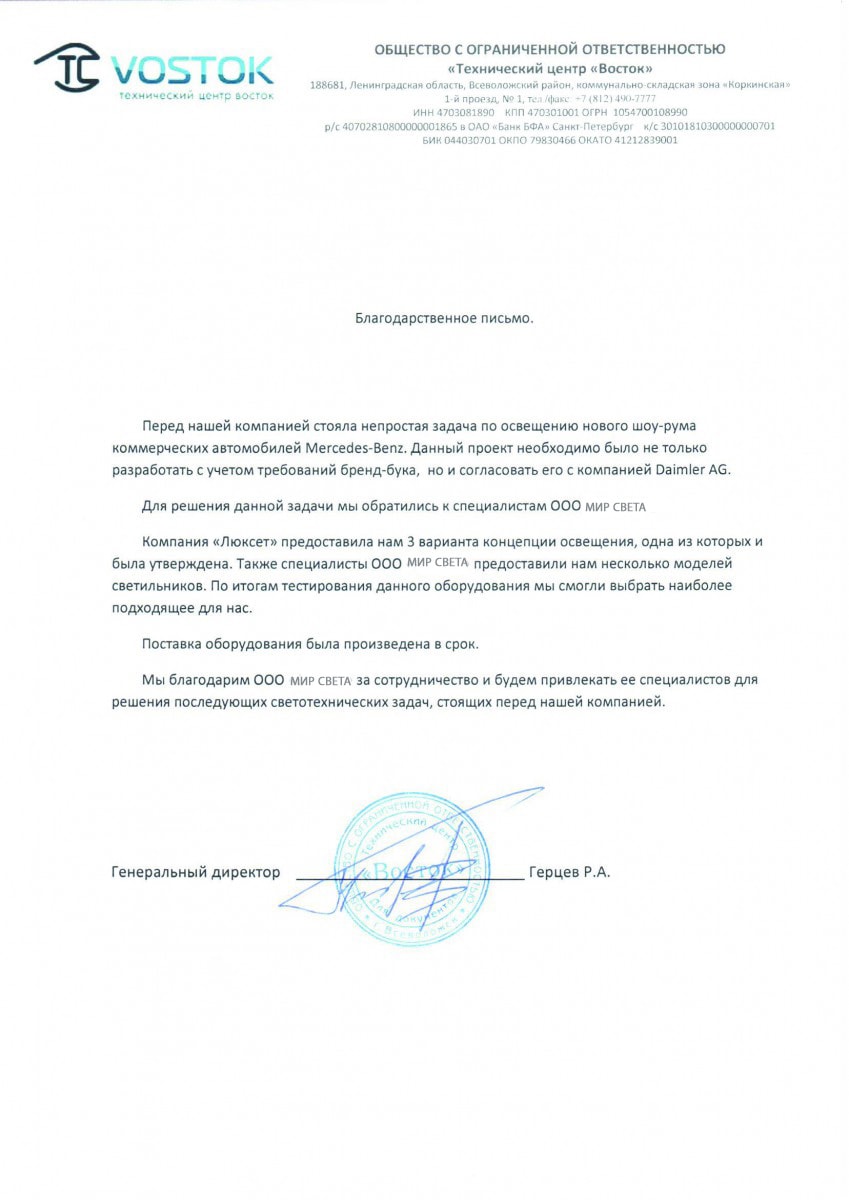 TC VOSTOK
технический центр восток
ОБЩЕСТВО С ОГРАНИЧЕННОЙ ОТВЕТСТВЕННОСТЬЮ
«Технический центр «Восток»
188681, Ленинградская область, Всеволожский район, коммунально-складская зона «Коркинская»
1-й проезд, № 1, тел./факс +7 (812) 490-7777
ИНН 4703081890 КПП 470301001 ОГРН 1054700108990
р/с 40702810800000001865 в ОАО «Банк БФА» Санкт-Петербург к/с 30101810300000000701
БИК 044030701 ОКПО 79830466 ОКАТО 41212839001
Благодарственное письмо.
Перед нашей компанией стояла непростая задача по освещению нового шоу-рума
коммерческих автомобилей Mercedes-Benz. Данный проект необходимо было не только
разработать с учетом требований бренд-бука, но и согласовать его с компанией Daimler AG.
Для решения данной задачи мы обратились к специалистам ООО МИР СВЕТА
Компания «Люксет» предоставила нам 3 варианта концепции освещения, одна из которых и
была утверждена. Также специалисты ООО МИР СВЕТА предоставили нам несколько моделей
светильников. По итогам тестирования данного оборудования мы смогли выбрать наиболее
подходящее для нас.
Поставка оборудования была произведена в срок.
Мы благодарим ООО МИР СВЕТА за сотрудничество и будем привлекать ее специалистов для
решения последующих светотехнических задач, стоящих перед нашей компанией.
Генеральный директор Герцев Р.А.
С ОГРАНИЧЕННОЙ ОТВЕТСТВЕННОСТЬЮ
Технический центр
«Восток»
Для документов
г. Всеволожск